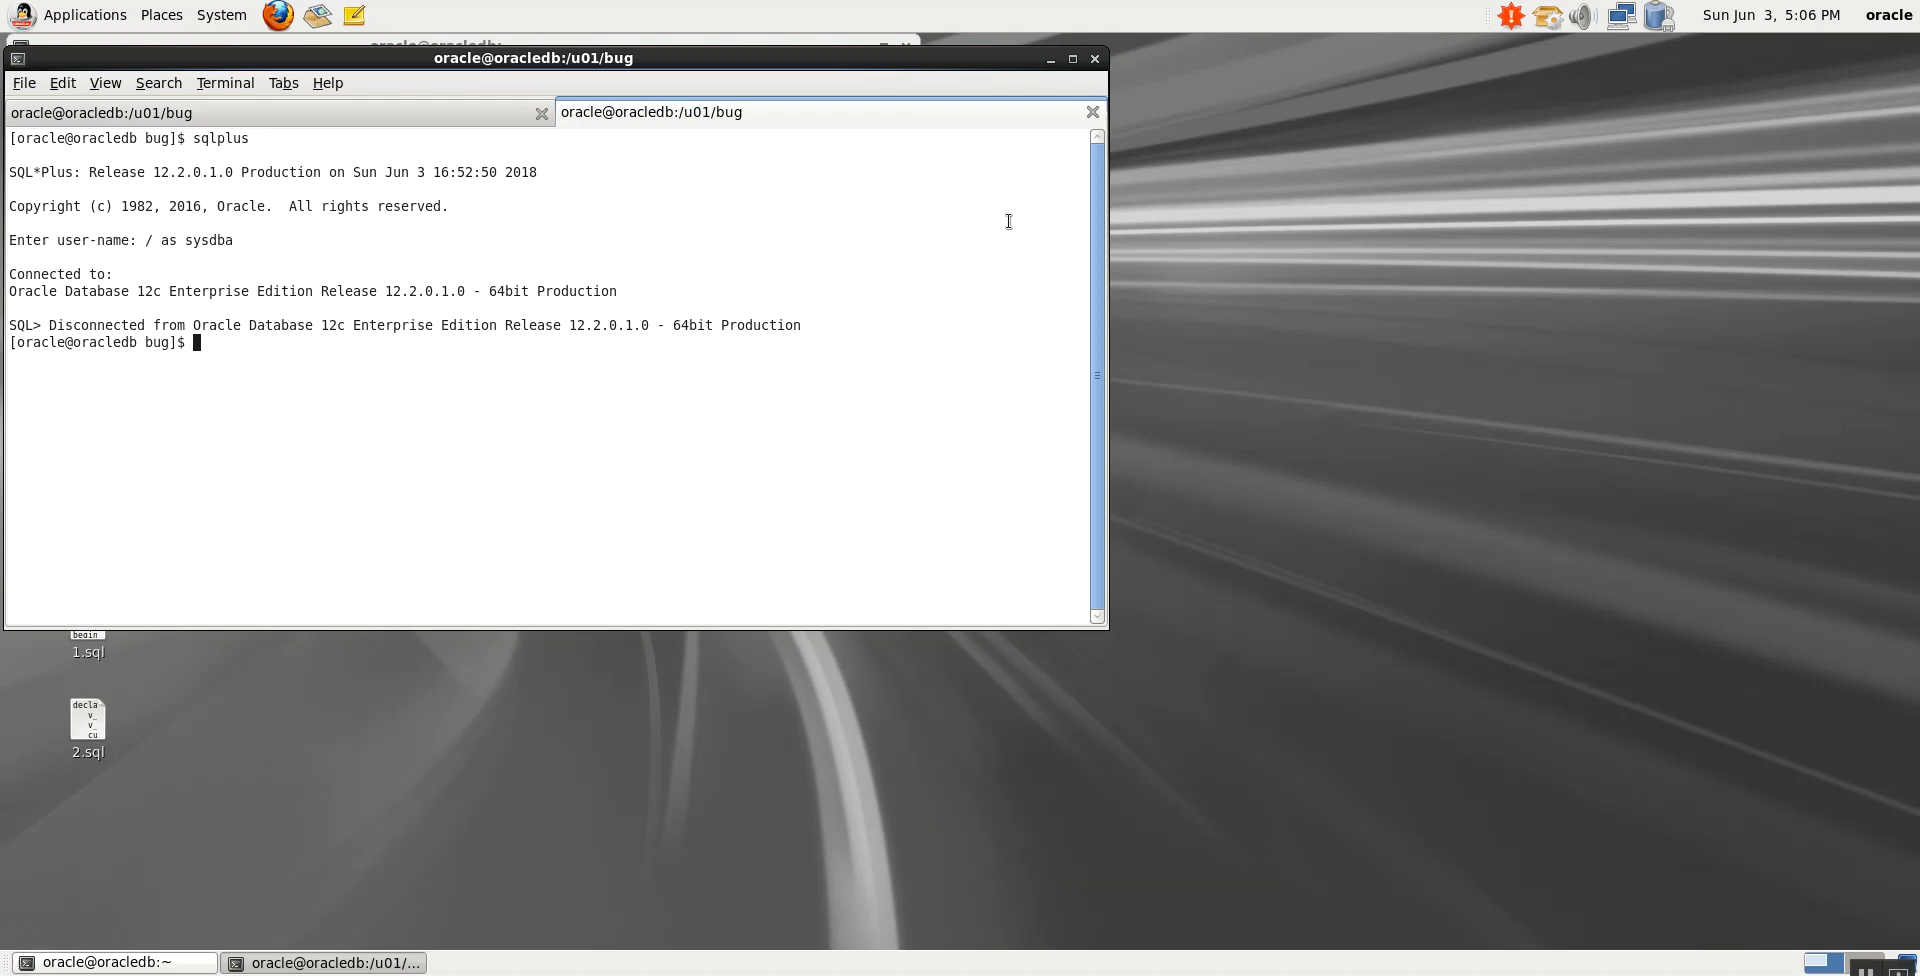 Applications Places System Sun Jun 3, 5:06 PM oracle
oracle@oracledb:/u01/bug
File Edit View Search Terminal Tabs Help
oracle@oracledb:/u01/bug oracle@oracledb:/u01/bug
[oracle@oracledb bug]$ sqlplus
SQL*Plus: Release 12.2.0.1.0 Production on Sun Jun 3 16:52:50 2018
Copyright (c) 1982, 2016, Oracle.  All rights reserved.
Enter user-name: / as sysdba
Connected to:
Oracle Database 12c Enterprise Edition Release 12.2.0.1.0 - 64bit Production
SQL> Disconnected from Oracle Database 12c Enterprise Edition Release 12.2.0.1.0 - 64bit Production
[oracle@oracledb bug]$
begin
1.sql
decla
v_
v_
cu
2.sql
oracle@oracledb:~ oracle@oracledb:/u01/...